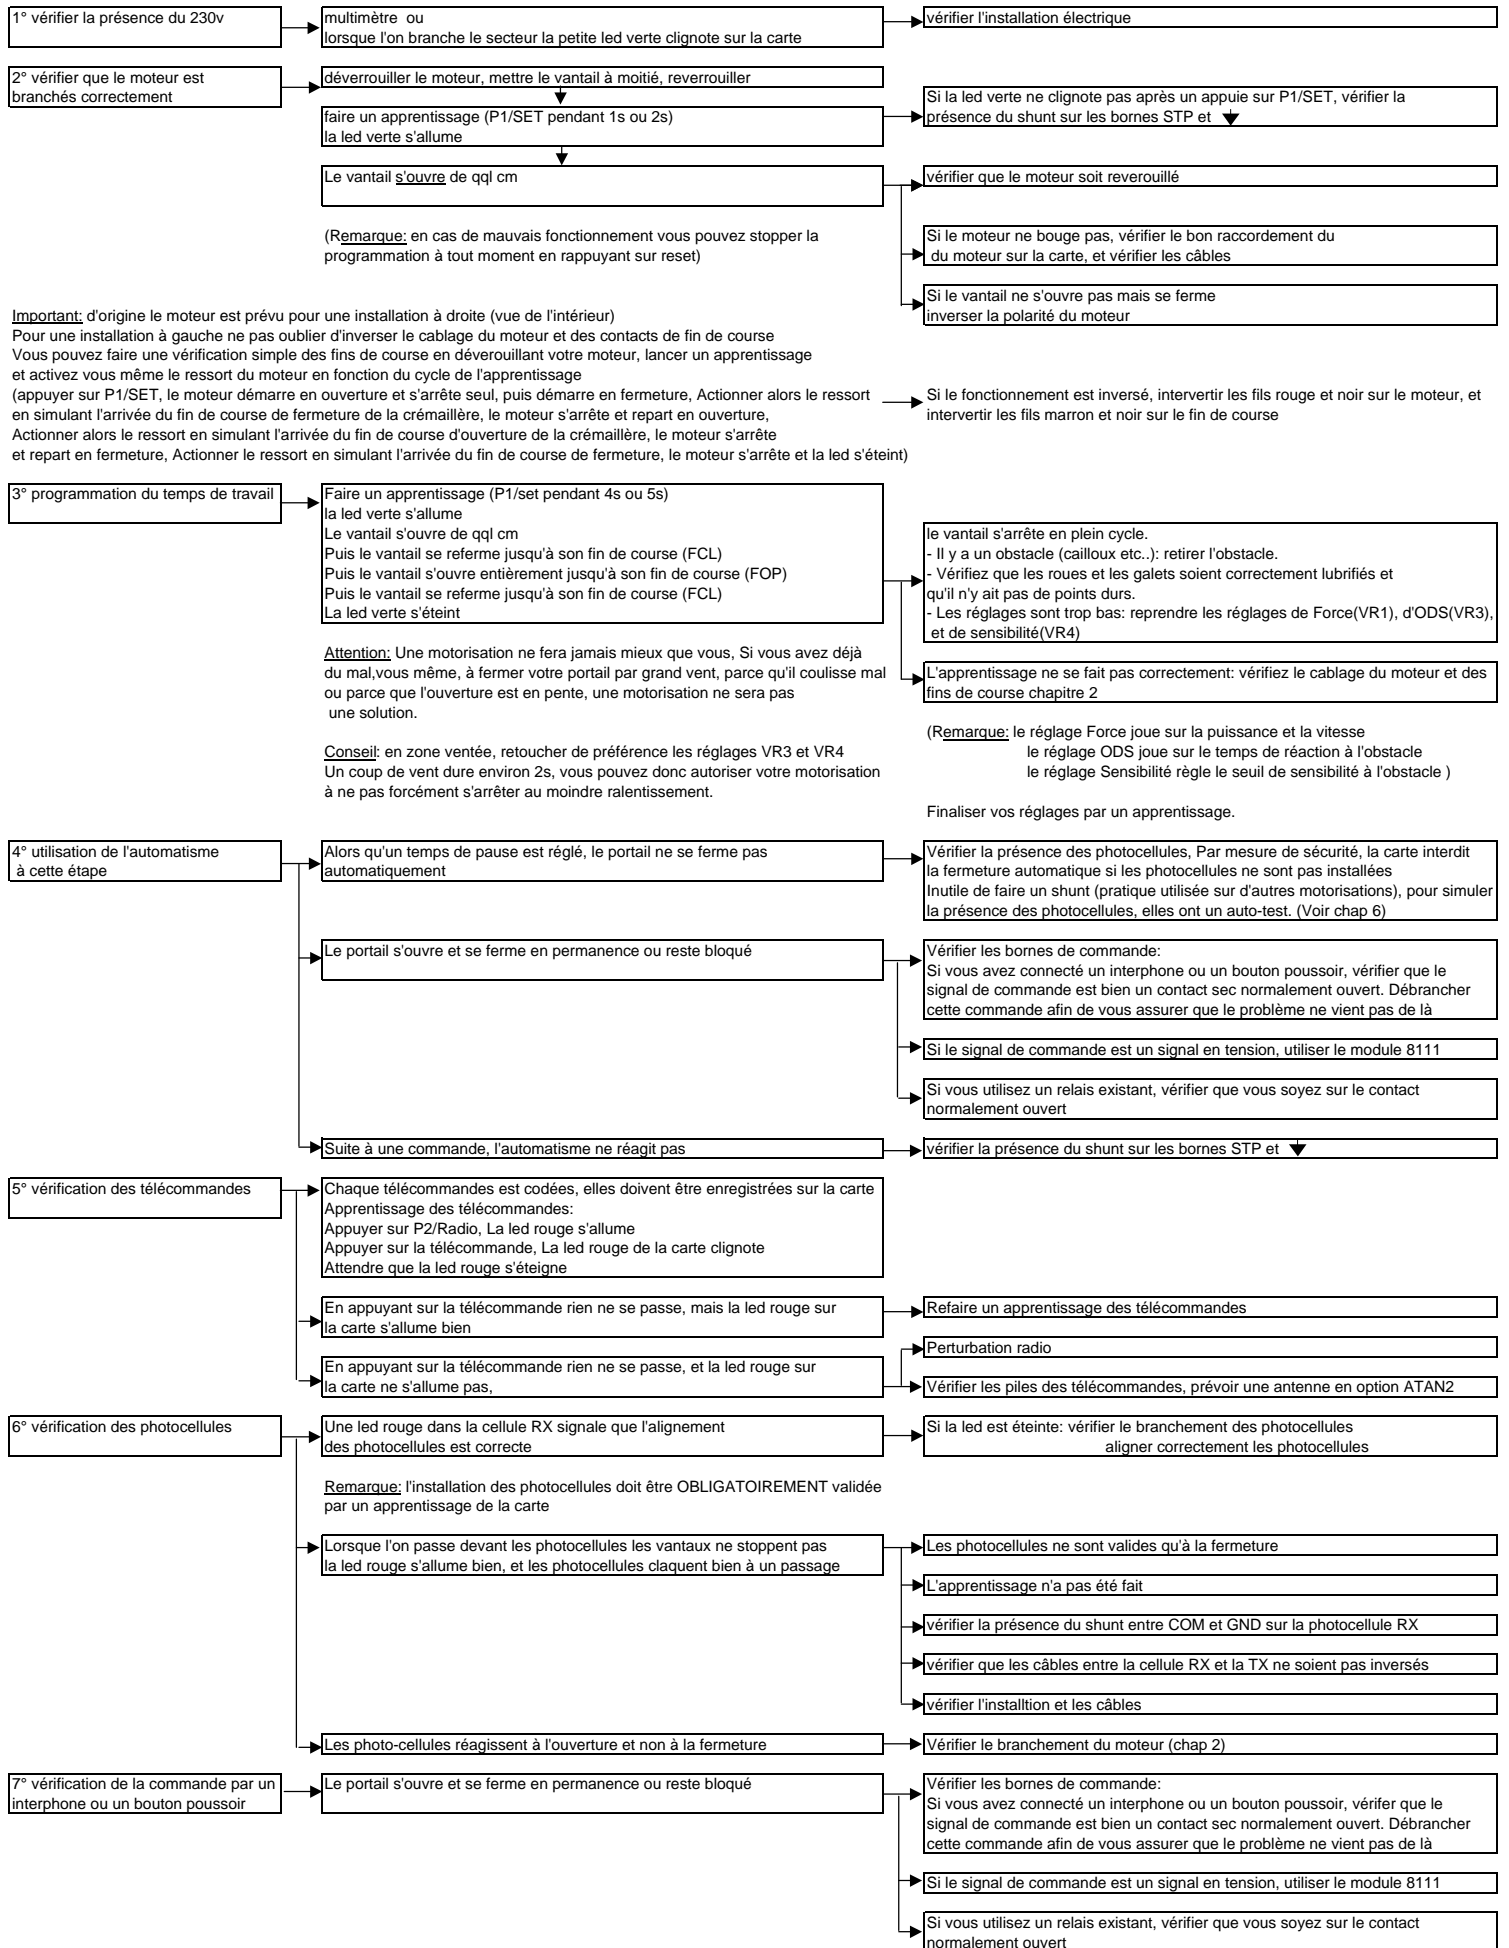 1° vérifier la présence du 230v
multimètre  ou
lorsque l'on branche le secteur la petite led verte clignote sur la carte
vérifier l'installation électrique
2° vérifier que le moteur est
branchés correctement
déverrouiller le moteur, mettre le vantail à moitié, reverrouiller
faire un apprentissage (P1/SET pendant 1s ou 2s)
la led verte s'allume
Si la led verte ne clignote pas après un appuie sur P1/SET, vérifier la
présence du shunt sur les bornes STP et
Le vantail s'ouvre de qql cm
vérifier que le moteur soit reverouillé
(Remarque: en cas de mauvais fonctionnement vous pouvez stopper la
programmation à tout moment en rappuyant sur reset)
Si le moteur ne bouge pas, vérifier le bon raccordement du
du moteur sur la carte, et vérifier les câbles
Si le vantail ne s'ouvre pas mais se ferme
inverser la polarité du moteur
Important: d'origine le moteur est prévu pour une installation à droite (vue de l'intérieur)
Pour une installation à gauche ne pas oublier d'inverser le cablage du moteur et des contacts de fin de course
Vous pouvez faire une vérification simple des fins de course en déverouillant votre moteur, lancer un apprentissage
et activez vous même le ressort du moteur en fonction du cycle de l'apprentissage
(appuyer sur P1/SET, le moteur démarre en ouverture et s'arrête seul, puis démarre en fermeture, Actionner alors le ressort
en simulant l'arrivée du fin de course de fermeture de la crémaillère, le moteur s'arrête et repart en ouverture,
Actionner alors le ressort en simulant l'arrivée du fin de course d'ouverture de la crémaillère, le moteur s'arrête
et repart en fermeture, Actionner le ressort en simulant l'arrivée du fin de course de fermeture, le moteur s'arrête et la led s'éteint)
Si le fonctionnement est inversé, intervertir les fils rouge et noir sur le moteur, et
intervertir les fils marron et noir sur le fin de course
3° programmation du temps de travail
Faire un apprentissage (P1/set pendant 4s ou 5s)
la led verte s'allume
Le vantail s'ouvre de qql cm
Puis le vantail se referme jusqu'à son fin de course (FCL)
Puis le vantail s'ouvre entièrement jusqu'à son fin de course (FOP)
Puis le vantail se referme jusqu'à son fin de course (FCL)
La led verte s'éteint
le vantail s'arrête en plein cycle.
- Il y a un obstacle (cailloux etc..): retirer l'obstacle.
- Vérifiez que les roues et les galets soient correctement lubrifiés et
qu'il n'y ait pas de points durs.
- Les réglages sont trop bas: reprendre les réglages de Force(VR1), d'ODS(VR3),
et de sensibilité(VR4)
Attention: Une motorisation ne fera jamais mieux que vous, Si vous avez déjà
du mal,vous même, à fermer votre portail par grand vent, parce qu'il coulisse mal
ou parce que l'ouverture est en pente, une motorisation ne sera pas
une solution.
L'apprentissage ne se fait pas correctement: vérifiez le cablage du moteur et des
fins de course chapitre 2
Conseil: en zone ventée, retoucher de préférence les réglages VR3 et VR4
Un coup de vent dure environ 2s, vous pouvez donc autoriser votre motorisation
à ne pas forcément s'arrêter au moindre ralentissement.
(Remarque: le réglage Force joue sur la puissance et la vitesse
le réglage ODS joue sur le temps de réaction à l'obstacle
le réglage Sensibilité règle le seuil de sensibilité à l'obstacle )
Finaliser vos réglages par un apprentissage.
4° utilisation de l'automatisme
à cette étape
Alors qu'un temps de pause est réglé, le portail ne se ferme pas
automatiquement
Vérifier la présence des photocellules, Par mesure de sécurité, la carte interdit
la fermeture automatique si les photocellules ne sont pas installées
Inutile de faire un shunt (pratique utilisée sur d'autres motorisations), pour simuler
la présence des photocellules, elles ont un auto-test. (Voir chap 6)
Le portail s'ouvre et se ferme en permanence ou reste bloqué
Vérifier les bornes de commande:
Si vous avez connecté un interphone ou un bouton poussoir, vérifier que le
signal de commande est bien un contact sec normalement ouvert. Débrancher
cette commande afin de vous assurer que le problème ne vient pas de là
Si le signal de commande est un signal en tension, utiliser le module 8111
Si vous utilisez un relais existant, vérifier que vous soyez sur le contact
normalement ouvert
Suite à une commande, l'automatisme ne réagit pas
vérifier la présence du shunt sur les bornes STP et
5° vérification des télécommandes
Chaque télécommandes est codées, elles doivent être enregistrées sur la carte
Apprentissage des télécommandes:
Appuyer sur P2/Radio, La led rouge s'allume
Appuyer sur la télécommande, La led rouge de la carte clignote
Attendre que la led rouge s'éteigne
En appuyant sur la télécommande rien ne se passe, mais la led rouge sur
la carte s'allume bien
Refaire un apprentissage des télécommandes
En appuyant sur la télécommande rien ne se passe, et la led rouge sur
la carte ne s'allume pas,
Perturbation radio
Vérifier les piles des télécommandes, prévoir une antenne en option ATAN2
6° vérification des photocellules
Une led rouge dans la cellule RX signale que l'alignement
des photocellules est correcte
Si la led est éteinte: vérifier le branchement des photocellules
aligner correctement les photocellules
Remarque: l'installation des photocellules doit être OBLIGATOIREMENT validée
par un apprentissage de la carte
Lorsque l'on passe devant les photocellules les vantaux ne stoppent pas
la led rouge s'allume bien, et les photocellules claquent bien à un passage
Les photocellules ne sont valides qu'à la fermeture
L'apprentissage n'a pas été fait
vérifier la présence du shunt entre COM et GND sur la photocellule RX
vérifier que les câbles entre la cellule RX et la TX ne soient pas inversés
vérifier l'installtion et les câbles
Les photo-cellules réagissent à l'ouverture et non à la fermeture
Vérifier le branchement du moteur (chap 2)
7° vérification de la commande par un
interphone ou un bouton poussoir
Le portail s'ouvre et se ferme en permanence ou reste bloqué
Vérifier les bornes de commande:
Si vous avez connecté un interphone ou un bouton poussoir, vérifer que le
signal de commande est bien un contact sec normalement ouvert. Débrancher
cette commande afin de vous assurer que le problème ne vient pas de là
Si le signal de commande est un signal en tension, utiliser le module 8111
Si vous utilisez un relais existant, vérifier que vous soyez sur le contact
normalement ouvert